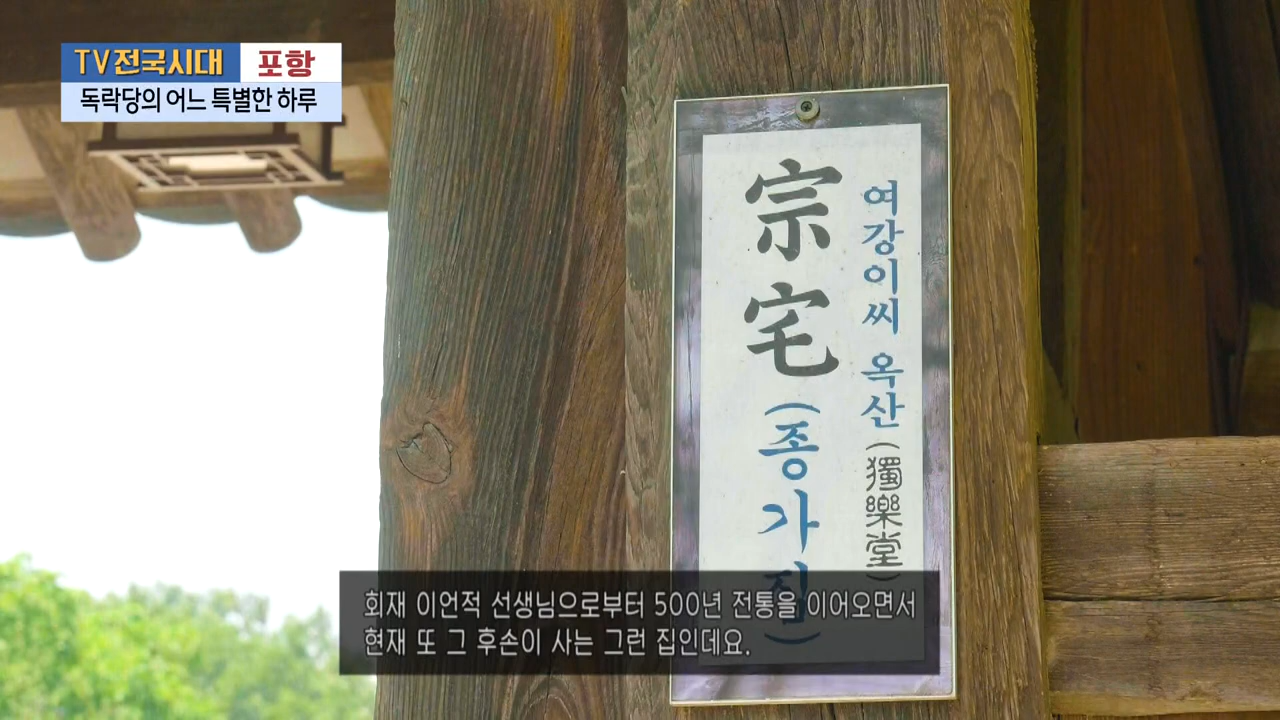 TV전국시대 포항
독락당의 어느 특별한 하루
여강이씨 옥산(獨樂堂)
宗宅(종가집)
회재 이언적 선생님으로부터 500년 전통을 이어오면서
현재 또 그 후손이 사는 그런 집인데요.